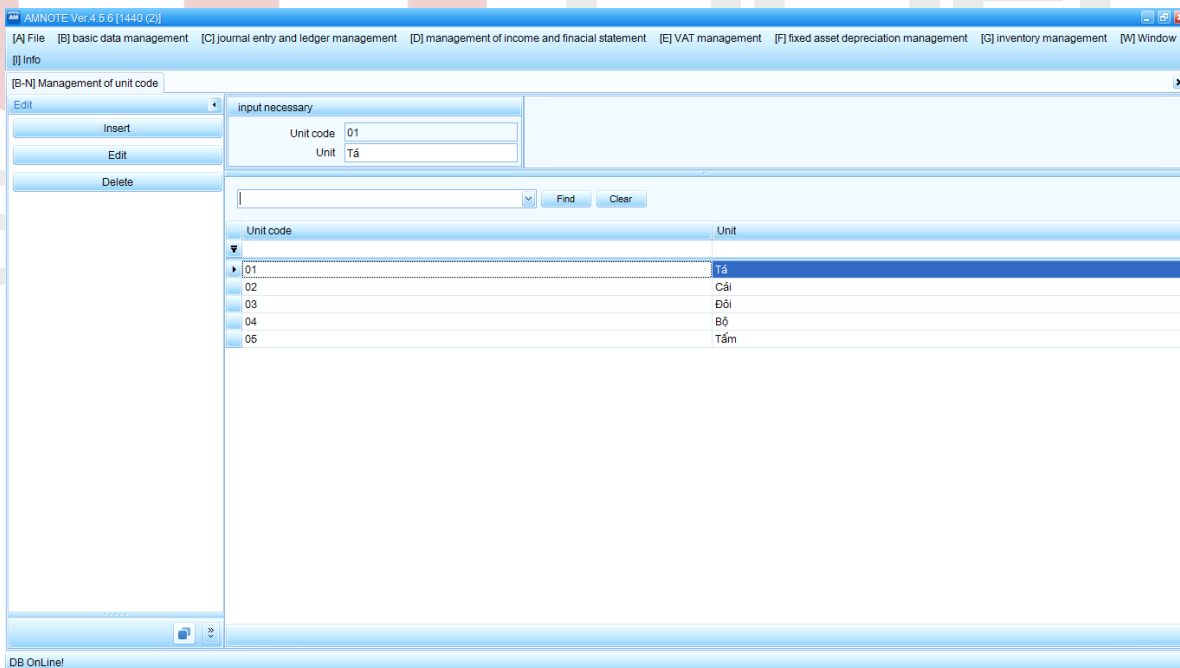 AMNOTE Ver.4.5.6 [1440 (2)]
[A] File [B] basic data management [C] journal entry and ledger management [D] management of income and finacial statement [E] VAT management [F] fixed asset depreciation management [G] inventory management [W] Window
[I] Info
[B-N] Management of unit code
Edit
Insert
Edit
Delete
input necessary
Unit code 01
Unit Tá
Find Clear
Unit code Unit
01 Tá
02 Cái
03 Đôi
04 Bộ
05 Tấm
DB OnLine!